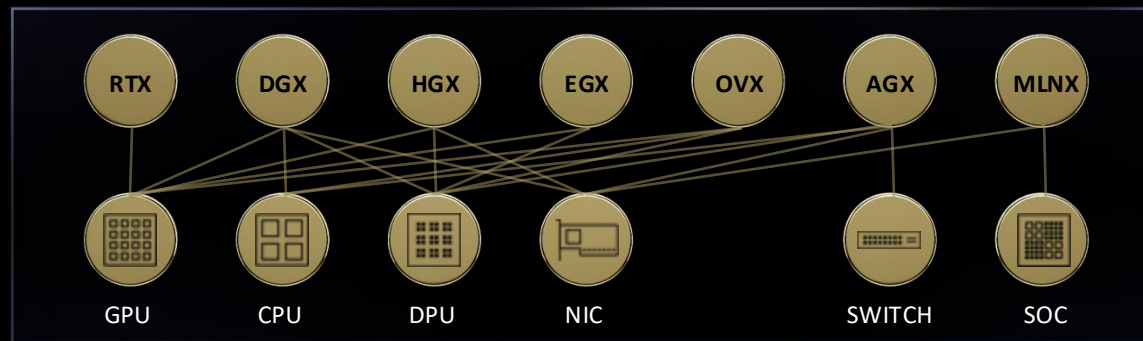 RTX DGX HGX EGX OVX AGX MLNX
GPU CPU DPU NIC SWITCH SOC